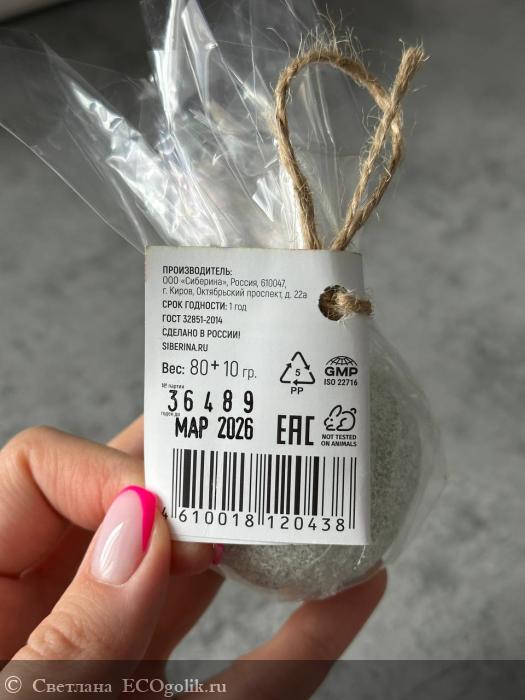 ПРОИЗВОДИТЕЛЬ:
ООО «Сиберина», Россия, 610047,
г. Киров, Октябрьский проспект, д. 22а
СРОК ГОДНОСТИ: 1 год
ГОСТ 32851-2014
СДЕЛАНО В РОССИИ!
SIBERINA.RU
Вес: 80+10 гр.
№ партии
36489
годен до
МАР 2026
5
PP
GMP
ISO 22716
EAC
NOT TESTED
ON ANIMALS
4 610018 120438
© Светлана ECOgolik.ru